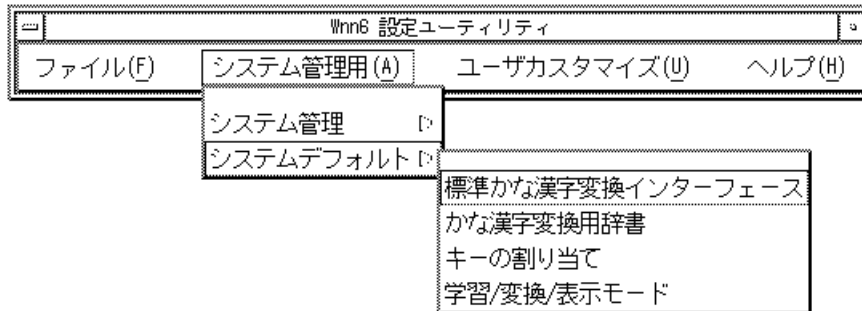 Wnn6 設定ユーティリティ
ファイル(F) システム管理用(A) ユーザカスタマイズ(U) ヘルプ(H)
システム管理
システムデフォルト
標準かな漢字変換インターフェース
かな漢字変換用辞書
キーの割り当て
学習/変換/表示モード